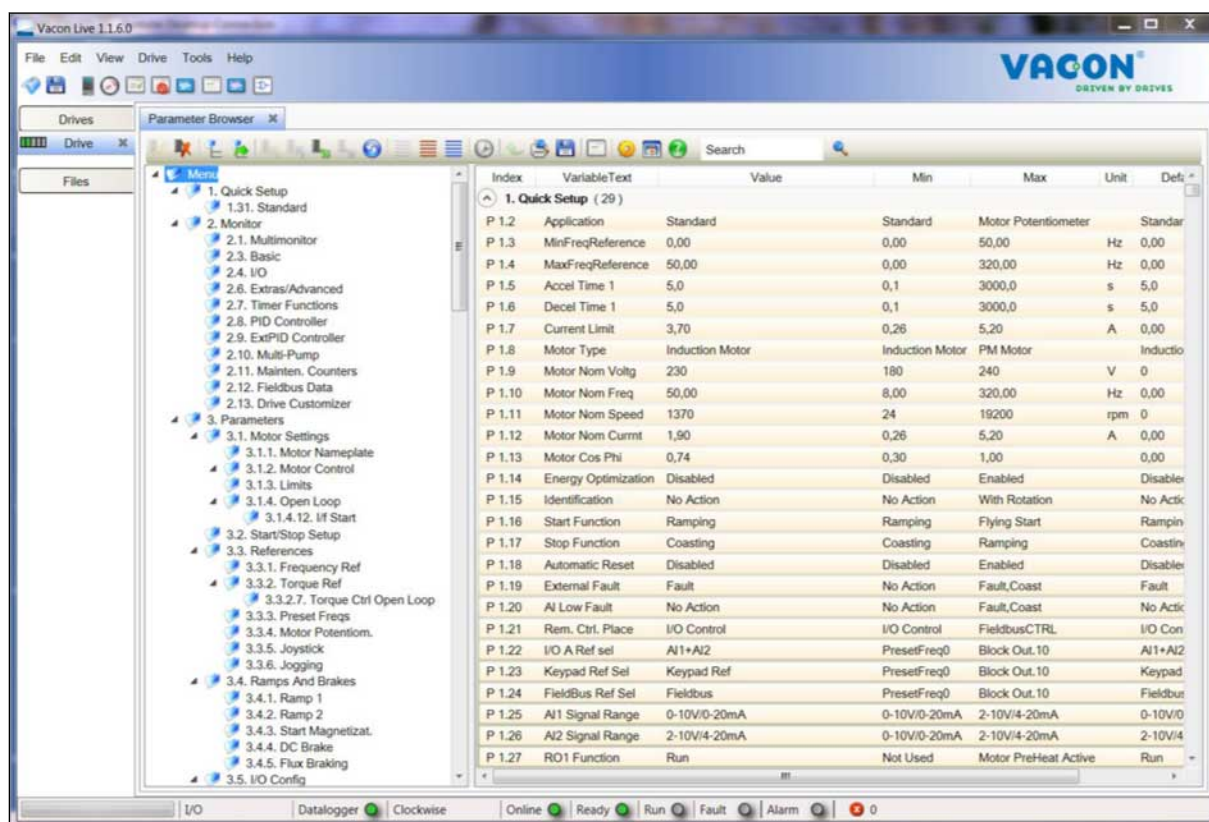 Vacon Live 1.1.6.0
File Edit View Drive Tools Help
VACON®
DRIVEN BY DRIVES
Drives
Drive
Files
Parameter Browser
Search
Menu
1. Quick Setup
1.31. Standard
2. Monitor
2.1. Multimonitor
2.3. Basic
2.4. I/O
2.6. Extras/Advanced
2.7. Timer Functions
2.8. PID Controller
2.9. ExtPID Controller
2.10. Multi-Pump
2.11. Mainten. Counters
2.12. Fieldbus Data
2.13. Drive Customizer
3. Parameters
3.1. Motor Settings
3.1.1. Motor Nameplate
3.1.2. Motor Control
3.1.3. Limits
3.1.4. Open Loop
3.1.4.12. I/f Start
3.2. Start/Stop Setup
3.3. References
3.3.1. Frequency Ref
3.3.2. Torque Ref
3.3.2.7. Torque Ctrl Open Loop
3.3.3. Preset Freqs
3.3.4. Motor Potentiom.
3.3.5. Joystick
3.3.6. Jogging
3.4. Ramps And Brakes
3.4.1. Ramp 1
3.4.2. Ramp 2
3.4.3. Start Magnetizat.
3.4.4. DC Brake
3.4.5. Flux Braking
3.5. I/O Config
Index VariableText Value Min Max Unit Defa
1. Quick Setup (29)
P 1.2 Application Standard Standard Motor Potentiometer Standar
P 1.3 MinFreqReference 0,00 0,00 50,00 Hz 0,00
P 1.4 MaxFreqReference 50,00 0,00 320,00 Hz 0,00
P 1.5 Accel Time 1 5,0 0,1 3000,0 s 5,0
P 1.6 Decel Time 1 5,0 0,1 3000,0 s 5,0
P 1.7 Current Limit 3,70 0,26 5,20 A 0,00
P 1.8 Motor Type Induction Motor Induction Motor PM Motor Inductio
P 1.9 Motor Nom Voltg 230 180 240 V 0
P 1.10 Motor Nom Freq 50,00 8,00 320,00 Hz 0,00
P 1.11 Motor Nom Speed 1370 24 19200 rpm 0
P 1.12 Motor Nom Currnt 1,90 0,26 5,20 A 0,00
P 1.13 Motor Cos Phi 0,74 0,30 1,00 0,00
P 1.14 Energy Optimization Disabled Disabled Enabled Disable
P 1.15 Identification No Action No Action With Rotation No Actic
P 1.16 Start Function Ramping Ramping Flying Start Rampin
P 1.17 Stop Function Coasting Coasting Ramping Coastin
P 1.18 Automatic Reset Disabled Disabled Enabled Disable
P 1.19 External Fault Fault No Action Fault,Coast Fault
P 1.20 AI Low Fault No Action No Action Fault,Coast No Actic
P 1.21 Rem. Ctrl. Place I/O Control I/O Control FieldbusCTRL I/O Con
P 1.22 I/O A Ref sel AI1+AI2 PresetFreq0 Block Out.10 AI1+AI2
P 1.23 Keypad Ref Sel Keypad Ref PresetFreq0 Block Out.10 Keypad
P 1.24 FieldBus Ref Sel Fieldbus PresetFreq0 Block Out.10 Fieldbus
P 1.25 AI1 Signal Range 0-10V/0-20mA 0-10V/0-20mA 2-10V/4-20mA 0-10V/0
P 1.26 AI2 Signal Range 2-10V/4-20mA 0-10V/0-20mA 2-10V/4-20mA 2-10V/4
P 1.27 RO1 Function Run Not Used Motor PreHeat Active Run
I/O Datalogger Clockwise Online Ready Run Fault Alarm 0